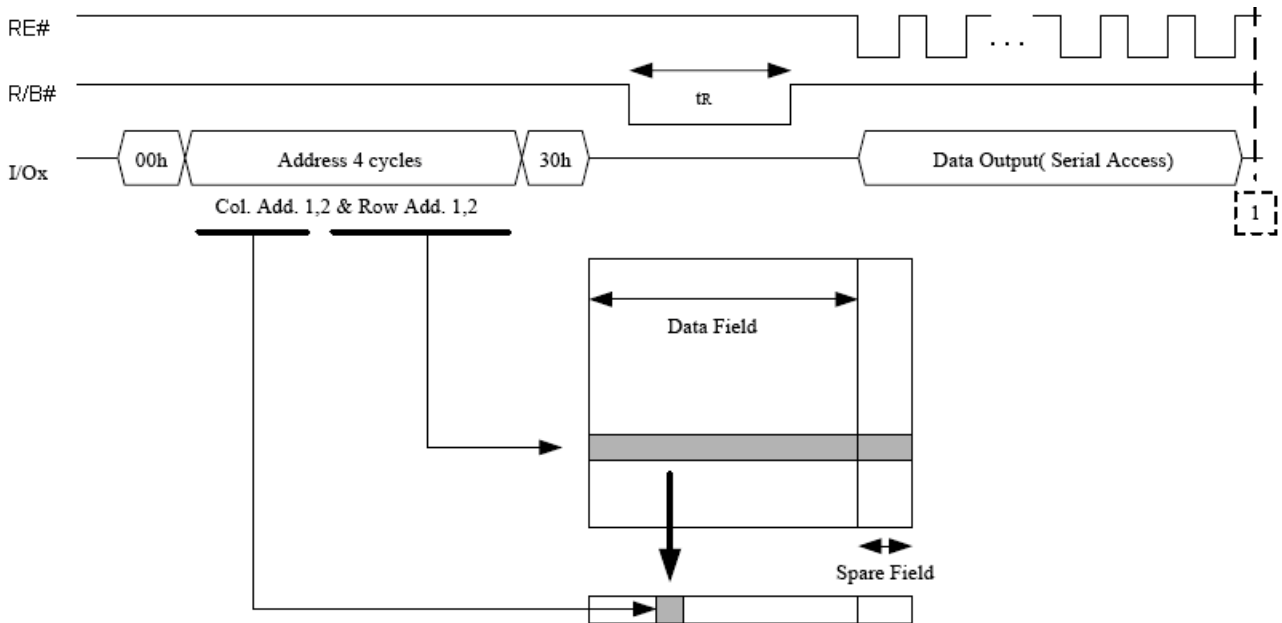 RE#
. . .
R/B#
tR
I/Ox
00h
Address 4 cycles
30h
Data Output( Serial Access)
Col. Add. 1,2 & Row Add. 1,2
1
Data Field
Spare Field